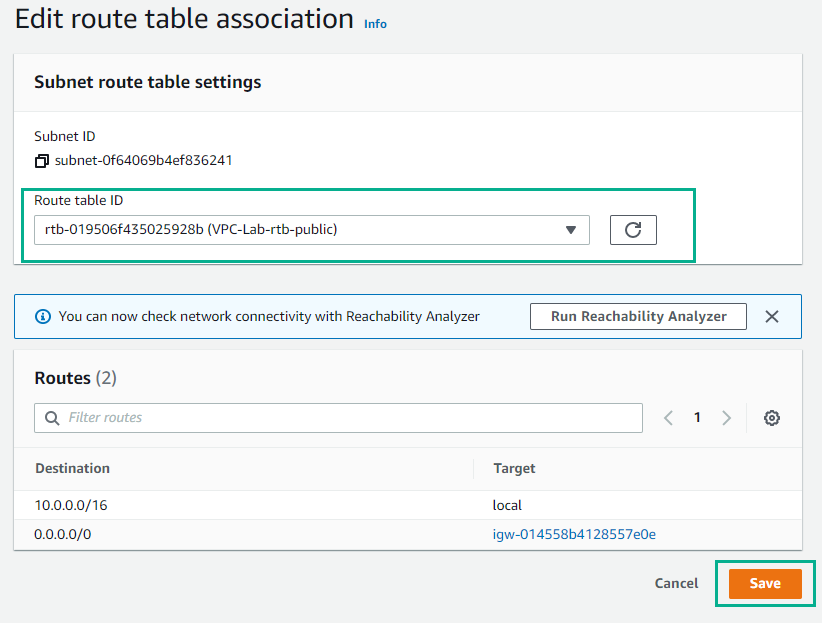 Edit route table association Info
Subnet route table settings
Subnet ID
subnet-0f64069b4ef836241
Route table ID
rtb-019506f435025928b (VPC-Lab-rtb-public)
You can now check network connectivity with Reachability Analyzer Run Reachability Analyzer
Routes (2)
Filter routes 1
Destination Target
10.0.0.0/16 local
0.0.0.0/0 igw-014558b4128557e0e
Cancel Save